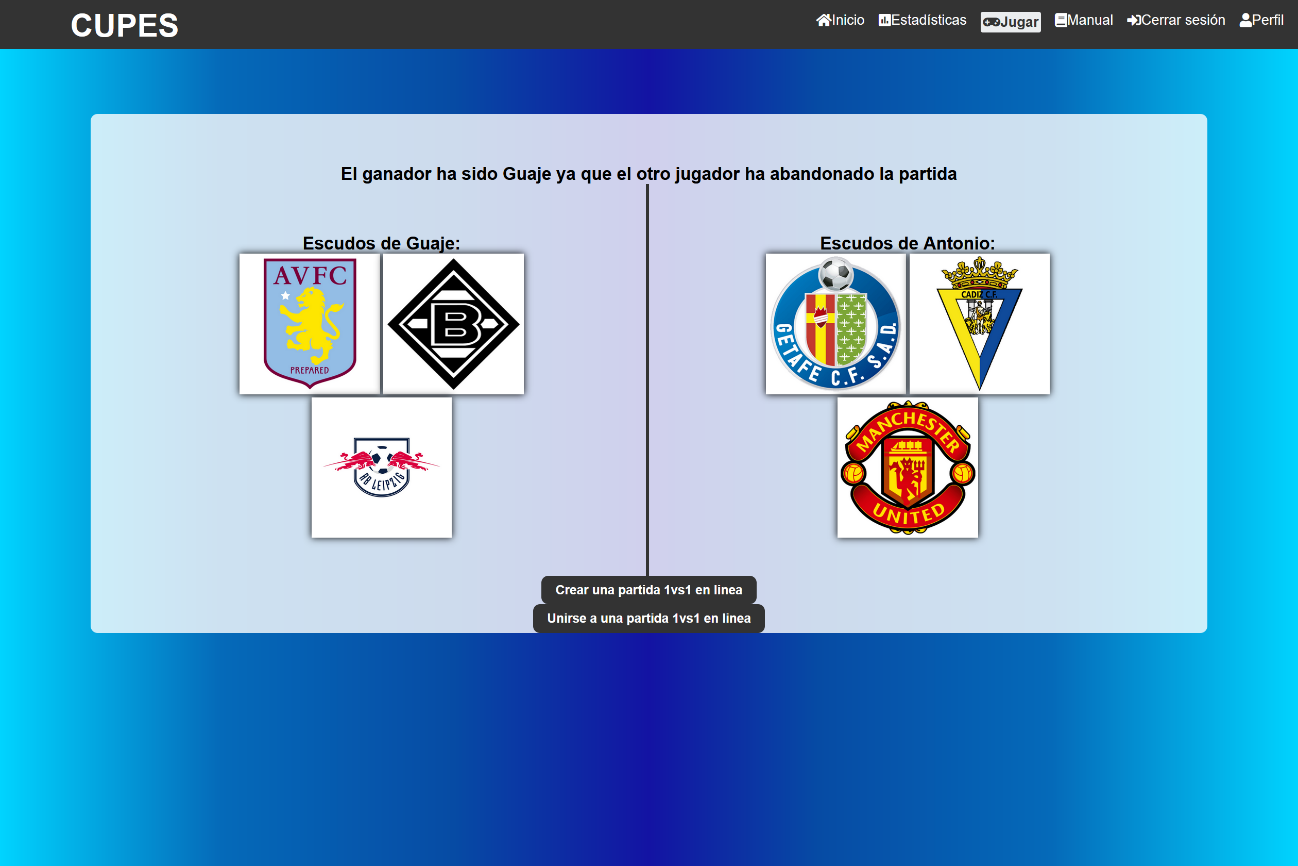 CUPES
Inicio
Estadísticas
Jugar
Manual
Cerrar sesión
Perfil
El ganador ha sido Guaje ya que el otro jugador ha abandonado la partida
Escudos de Guaje:
AVFC
PREPARED
B
RB LEIPZIG
Escudos de Antonio:
GETAFE C.F. S.A.D.
CADIZ C.F.
MANCHESTER
UNITED
Crear una partida 1vs1 en linea
Unirse a una partida 1vs1 en linea